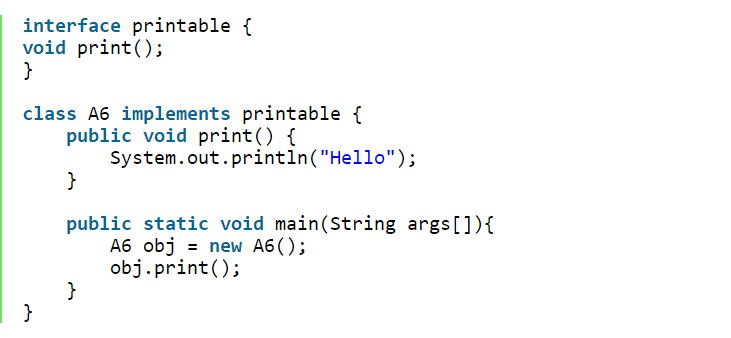 interface printable {
void print();
}
class A6 implements printable {
public void print() {
System.out.println("Hello");
}
public static void main(String args[]){
A6 obj = new A6();
obj.print();
}
}